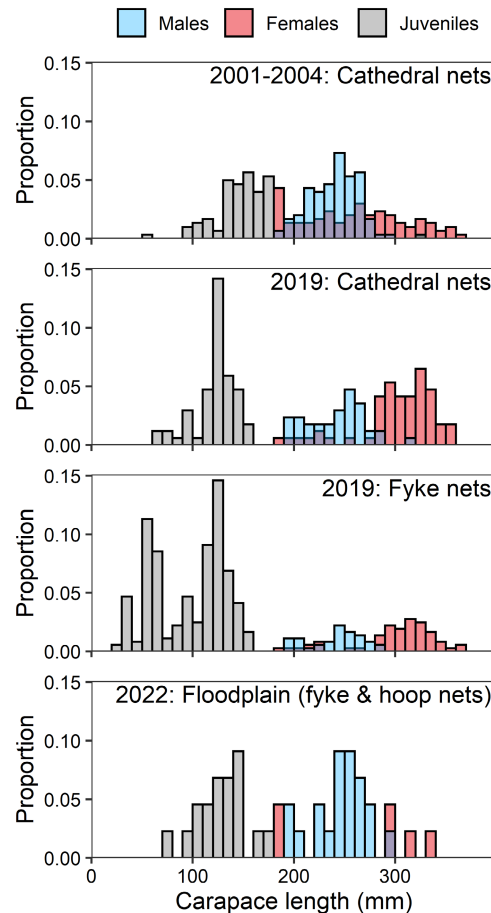 Males Females Juveniles
2001-2004: Cathedral nets
Proportion
0.15
0.10
0.05
0.00
2019: Cathedral nets
Proportion
0.15
0.10
0.05
0.00
2019: Fyke nets
Proportion
0.15
0.10
0.05
0.00
2022: Floodplain (fyke & hoop nets)
Proportion
0.15
0.10
0.05
0.00
0 100 200 300
Carapace length (mm)